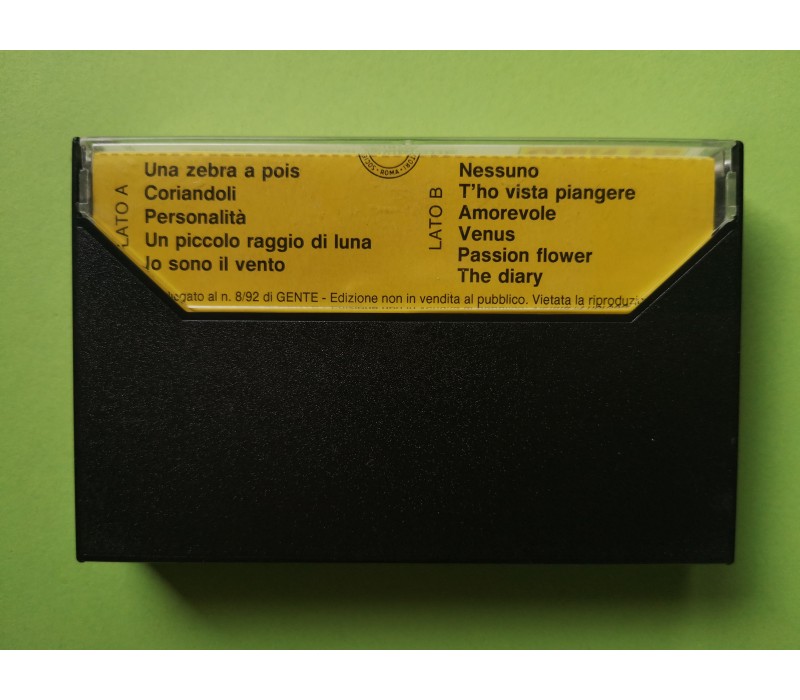 LATO A
Una zebra a pois
Coriandoli
Personalità
Un piccolo raggio di luna
Io sono il vento
LATO B
Nessuno
T'ho vista piangere
Amorevole
Venus
Passion flower
The diary
al n. 8/92 di GENTE - Edizione non in vendita al pubblico. Vietata la
ROMA